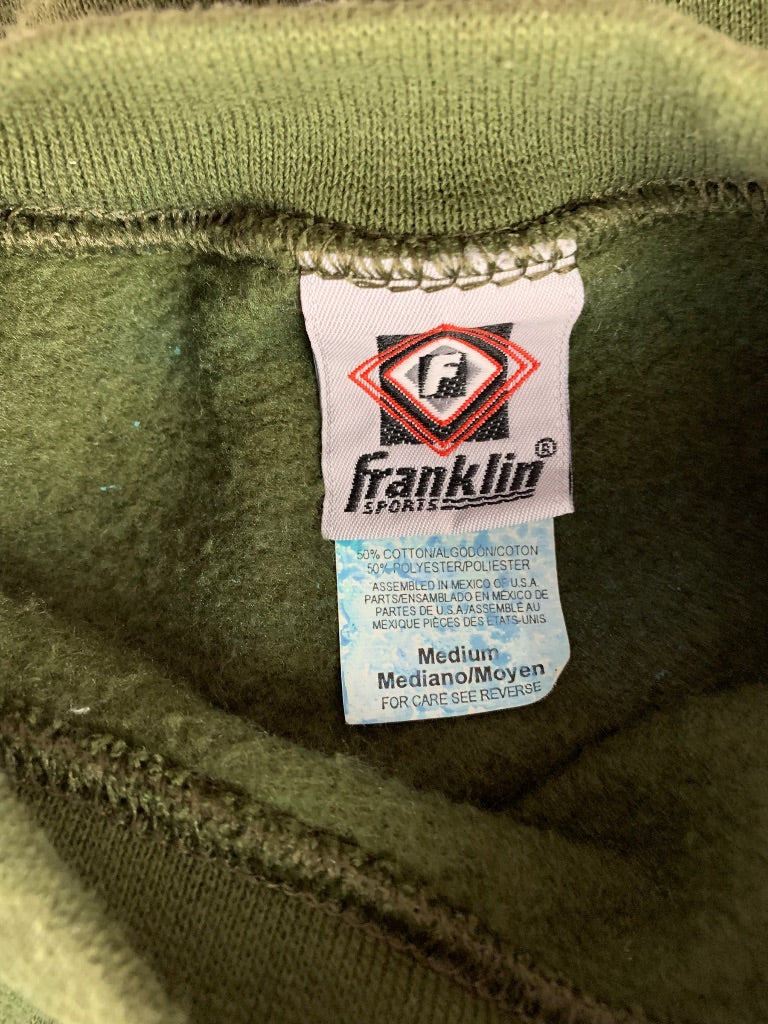 F
franklin®
SPORTS
50% COTTON/ALGODÓN/COTON
50% POLYESTER/POLIESTER
ASSEMBLED IN MEXICO OF U.S.A
PARTS/ENSAMBLADO EN MEXICO DE
PARTES DE U.S.A./ASSEMBLÉ AU
MEXIQUE PIÈCES DES ÉTATS-UNIS
Medium
Mediano/Moyen
FOR CARE SEE REVERSE